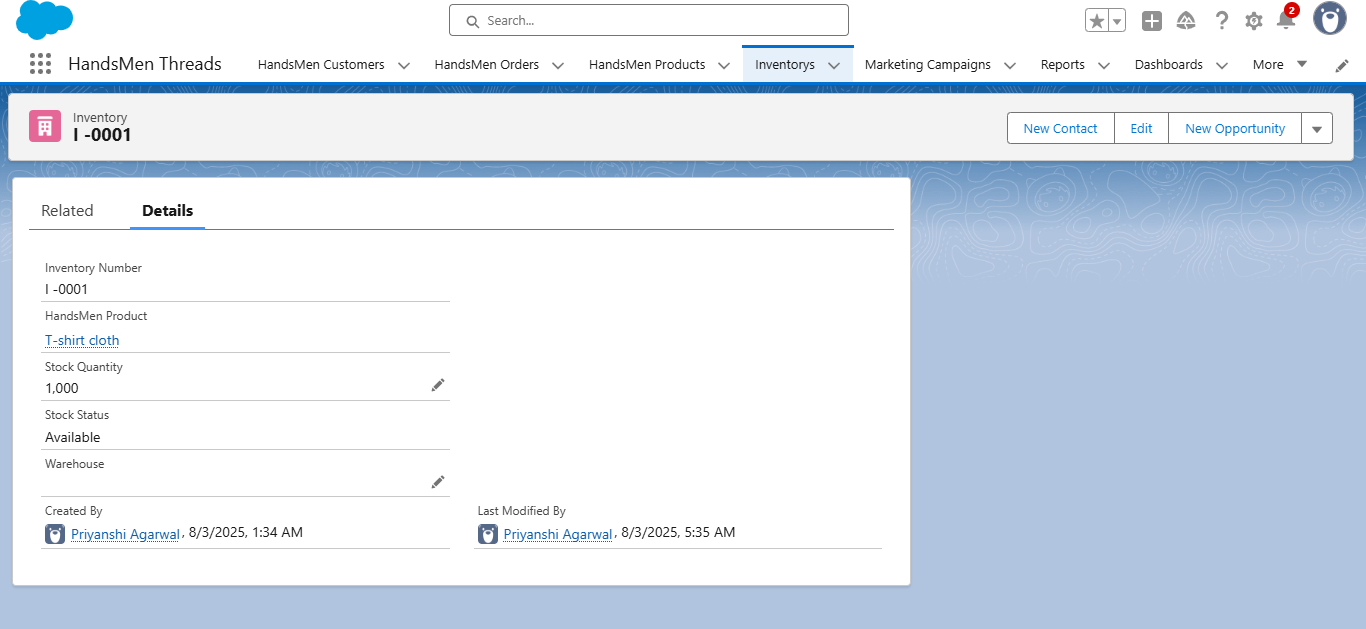 Search...
2
HandsMen Threads HandsMen Customers HandsMen Orders HandsMen Products Inventorys Marketing Campaigns Reports Dashboards More
Inventory
I -0001
New Contact Edit New Opportunity
Related Details
Inventory Number
I -0001
HandsMen Product
T-shirt cloth
Stock Quantity
1,000
Stock Status
Available
Warehouse
Created By
Priyanshi Agarwal, 8/3/2025, 1:34 AM
Last Modified By
Priyanshi Agarwal, 8/3/2025, 5:35 AM